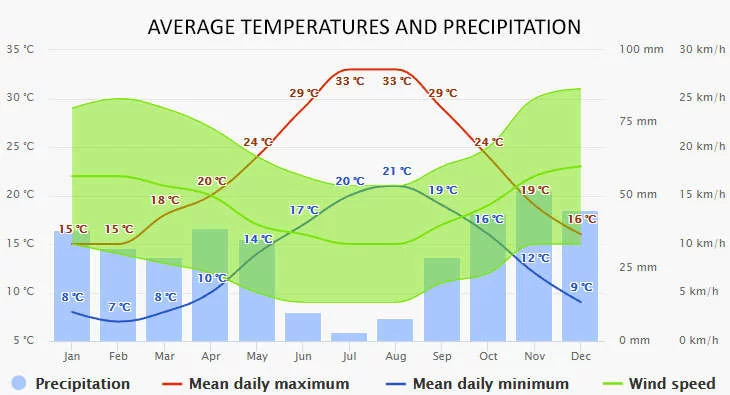 AVERAGE TEMPERATURES AND PRECIPITATION
35 °C 100 mm 30 km/h
33 °C 33 °C
30 °C 29 °C 29 °C 25 km/h
75 mm
25 °C 24 °C 24 °C 20 km/h
21 °C
20 °C 18 °C 20 °C 20 °C 19 °C 19 °C 50 mm 15 km/h
17 °C 16 °C 16 °C
15 °C 15 °C 15 °C 14 °C 10 km/h
12 °C 25 mm
10 °C 8 °C 7 °C 8 °C 10 °C 9 °C 5 km/h
5 °C 0 mm 0 km/h
Jan Feb Mar Apr May Jun Jul Aug Sep Oct Nov Dec
Precipitation Mean daily maximum Mean daily minimum Wind speed